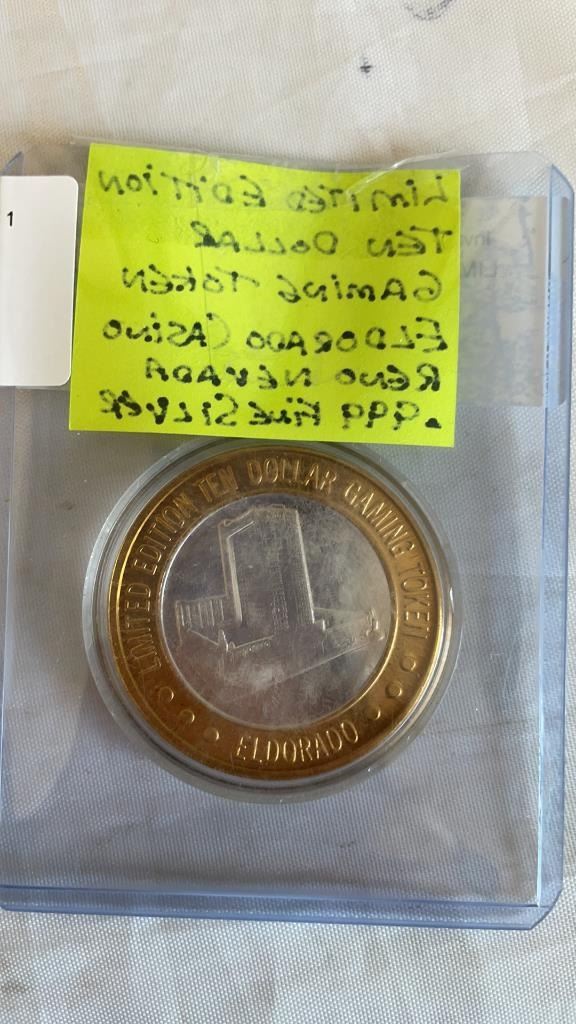 1
LIMITED EDITION
TEN DOLLAR
GAMING TOKEN
ELDORADO CASINO
RENO NEVADA
.999 FINE SILVER
LIMITED EDITION TEN DOLLAR GAMING TOKEN
ELDORADO